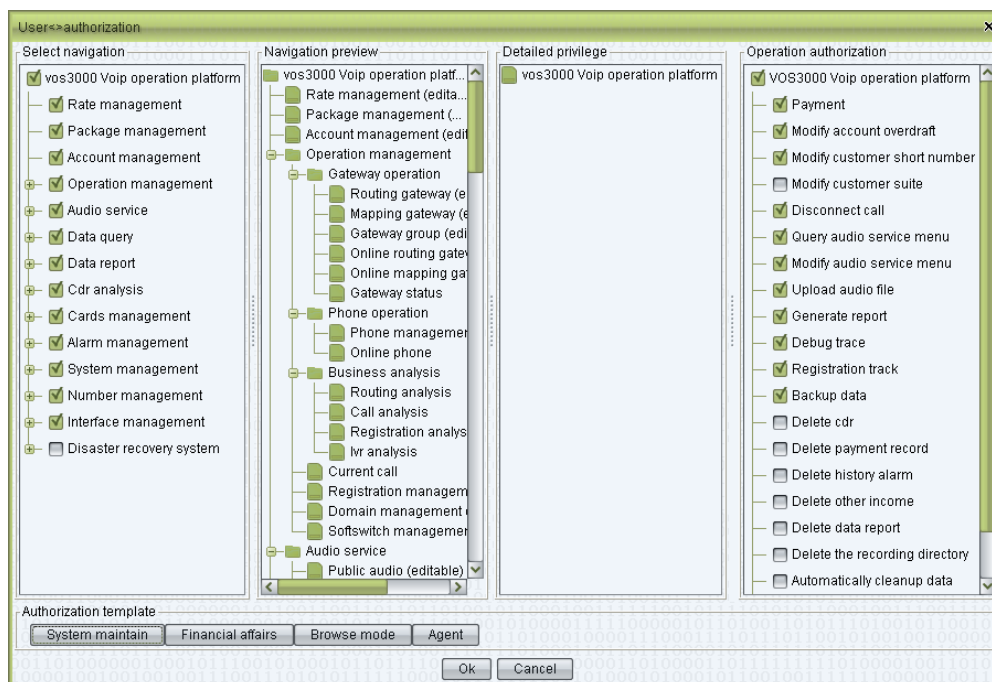 User<>authorization
Select navigation
vos3000 Voip operation platform
Rate management
Package management
Account management
Operation management
Audio service
Data query
Data report
Cdr analysis
Cards management
Alarm management
System management
Number management
Interface management
Disaster recovery system
Navigation preview
vos3000 Voip operation platf...
Rate management (edita...
Package management (...
Account management (edit
Operation management
Gateway operation
Routing gateway (e
Mapping gateway (e
Gateway group (edi
Online routing gatew
Online mapping gat
Gateway status
Phone operation
Phone managemer
Online phone
Business analysis
Routing analysis
Call analysis
Registration analys
Ivr analysis
Current call
Registration managem
Domain management (
Softswitch managemer
Audio service
Public audio (editable)
Detailed privilege
vos3000 Voip operation platform
Operation authorization
VOS3000 Voip operation platform
Payment
Modify account overdraft
Modify customer short number
Modify customer suite
Disconnect call
Query audio service menu
Modify audio service menu
Upload audio file
Generate report
Debug trace
Registration track
Backup data
Delete cdr
Delete payment record
Delete history alarm
Delete other income
Delete data report
Delete the recording directory
Automatically cleanup data
Authorization template
System maintain
Financial affairs
Browse mode
Agent
Ok
Cancel